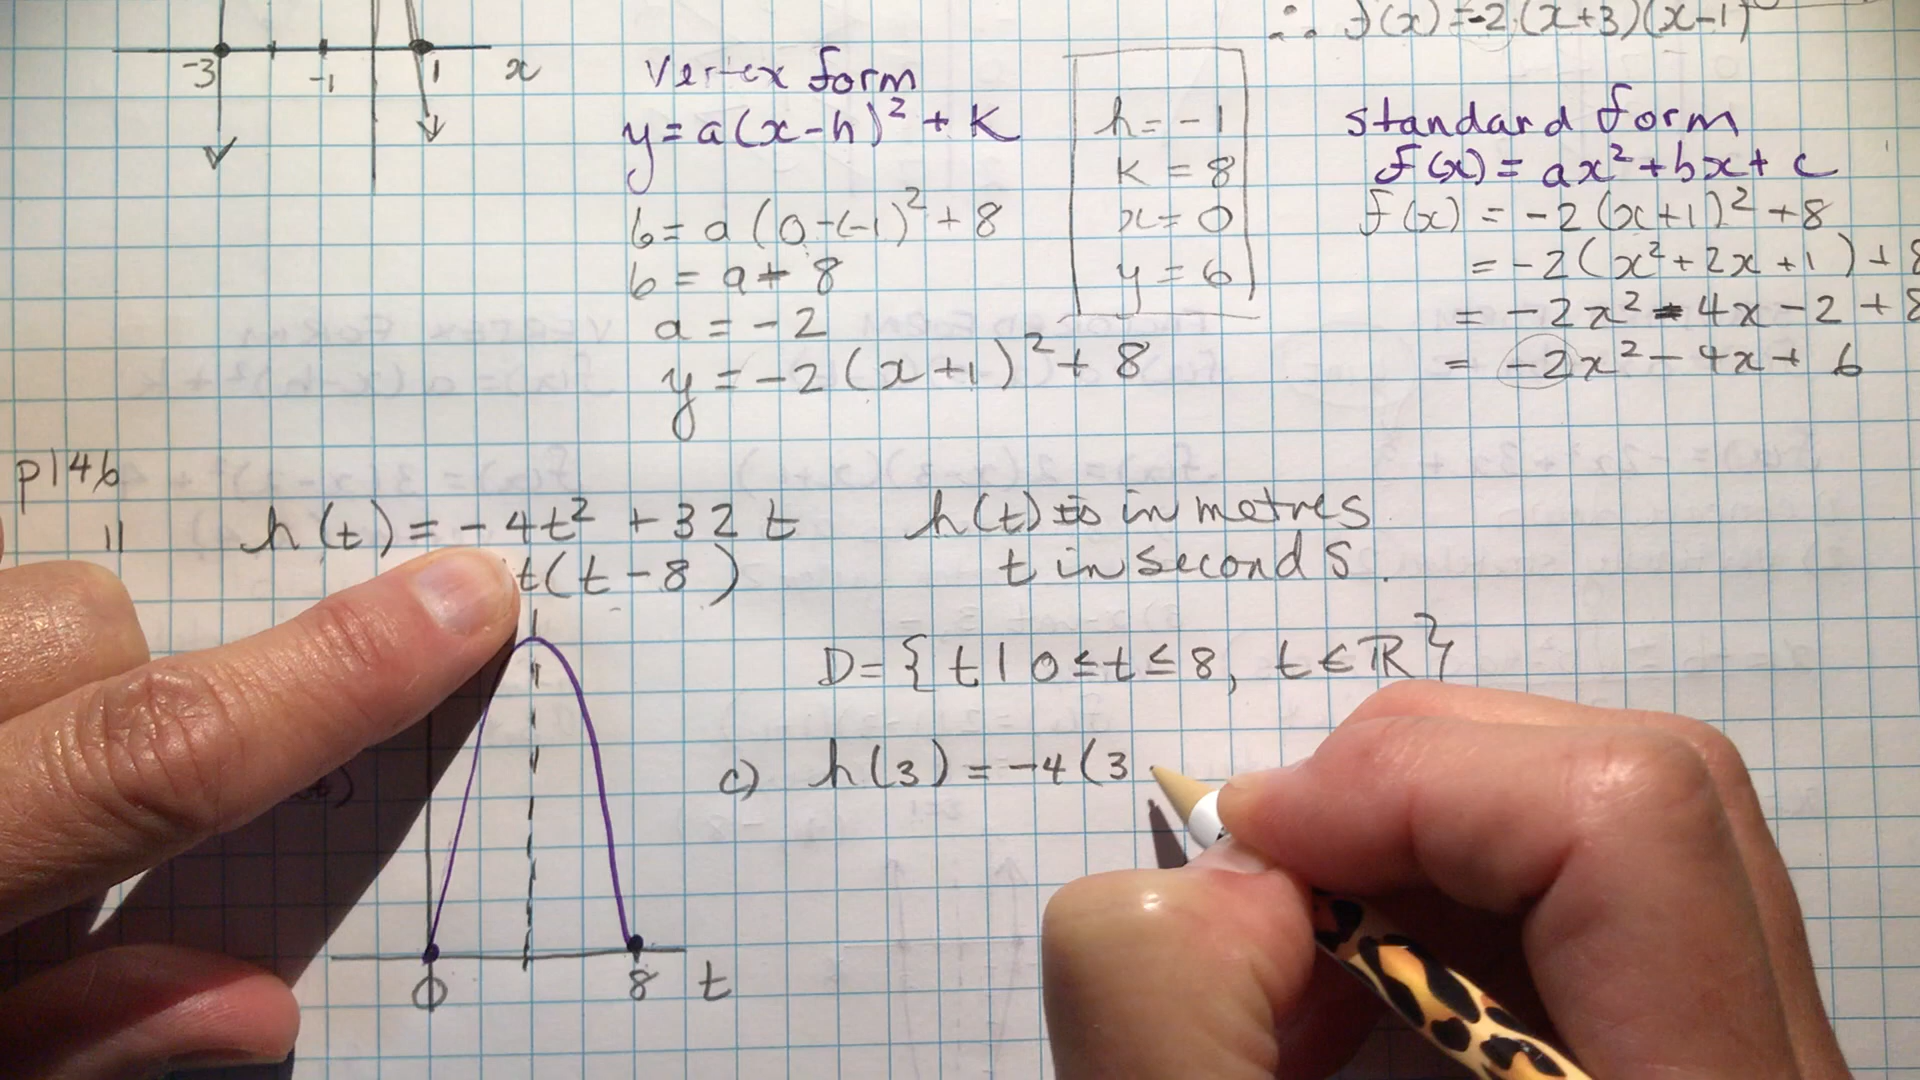 -3 -1 1 x
vertex form
y = a(x-h)² + K
6 = a(0-(-1)² + 8
6 = a + 8
a = -2
y = -2(x+1)² + 8
h = -1
K = 8
x = 0
y = 6
∴ f(x) = -2(x+3)(x-1)
standard form
f(x) = ax² + bx + c
f(x) = -2(x+1)² + 8
= -2(x² + 2x + 1) + 8
= -2x² - 4x - 2 + 8
= -2x² - 4x + 6
p146
11
h(t) = -4t² + 32t
t(t-8)
h(t) in metres
t in seconds.
D = {t | 0 ≤ t ≤ 8, t ∈ ℝ}
c) h(3) = -4(3
0 8 t